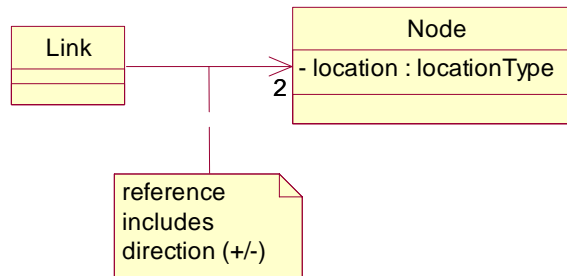 Link
Node
- location : locationType
2
reference
includes
direction (+/-)